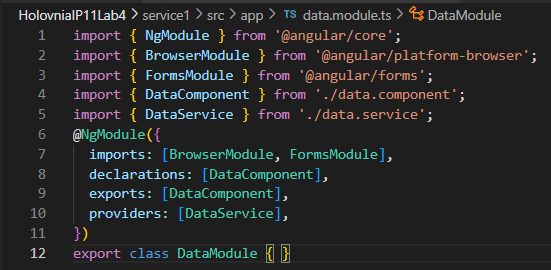 HolovniaIP11Lab4 > service1 > src > app > TS data.module.ts > DataModule
1 import { NgModule } from '@angular/core';
2 import { BrowserModule } from '@angular/platform-browser';
3 import { FormsModule } from '@angular/forms';
4 import { DataComponent } from './data.component';
5 import { DataService } from './data.service';
6 @NgModule({
7   imports: [BrowserModule, FormsModule],
8   declarations: [DataComponent],
9   exports: [DataComponent],
10   providers: [DataService],
11 })
12 export class DataModule { }